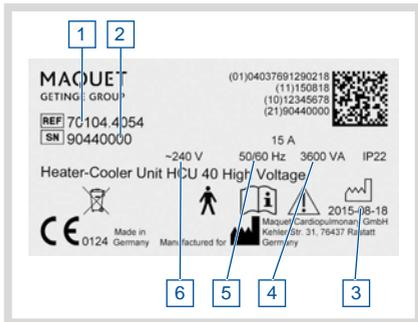 1 2
MAQUET
GETINGE GROUP
(01)04037691290218
(11)150818
(10)12345678
(21)90440000
REF 70104.4054
SN 90440000
15 A
~240 V 50/60 Hz 3600 VA IP22
Heater-Cooler Unit HCU 40 High Voltage
2015-08-18
CE 0124 Made in
Germany
Manufactured for
Maquet Cardiopulmonary GmbH
Kehler Str. 31, 76437 Rastatt
Germany
6 5 4 3